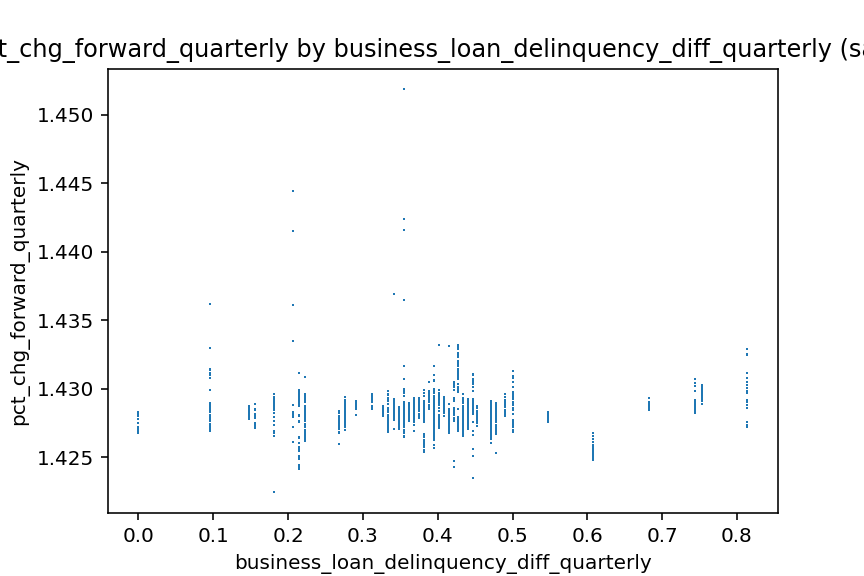 t_chg_forward_quarterly by business_loan_delinquency_diff_quarterly (sa
1.450
1.445
1.440
1.435
1.430
1.425
pct_chg_forward_quarterly
0.0 0.1 0.2 0.3 0.4 0.5 0.6 0.7 0.8
business_loan_delinquency_diff_quarterly